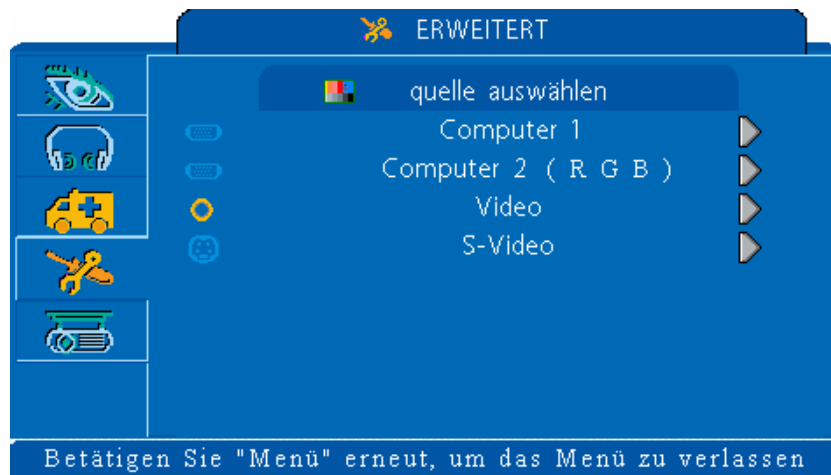 ERWEITERT
quelle auswählen
Computer 1
Computer 2 ( R G B )
Video
S-Video
Betätigen Sie "Menü" erneut, um das Menü zu verlassen